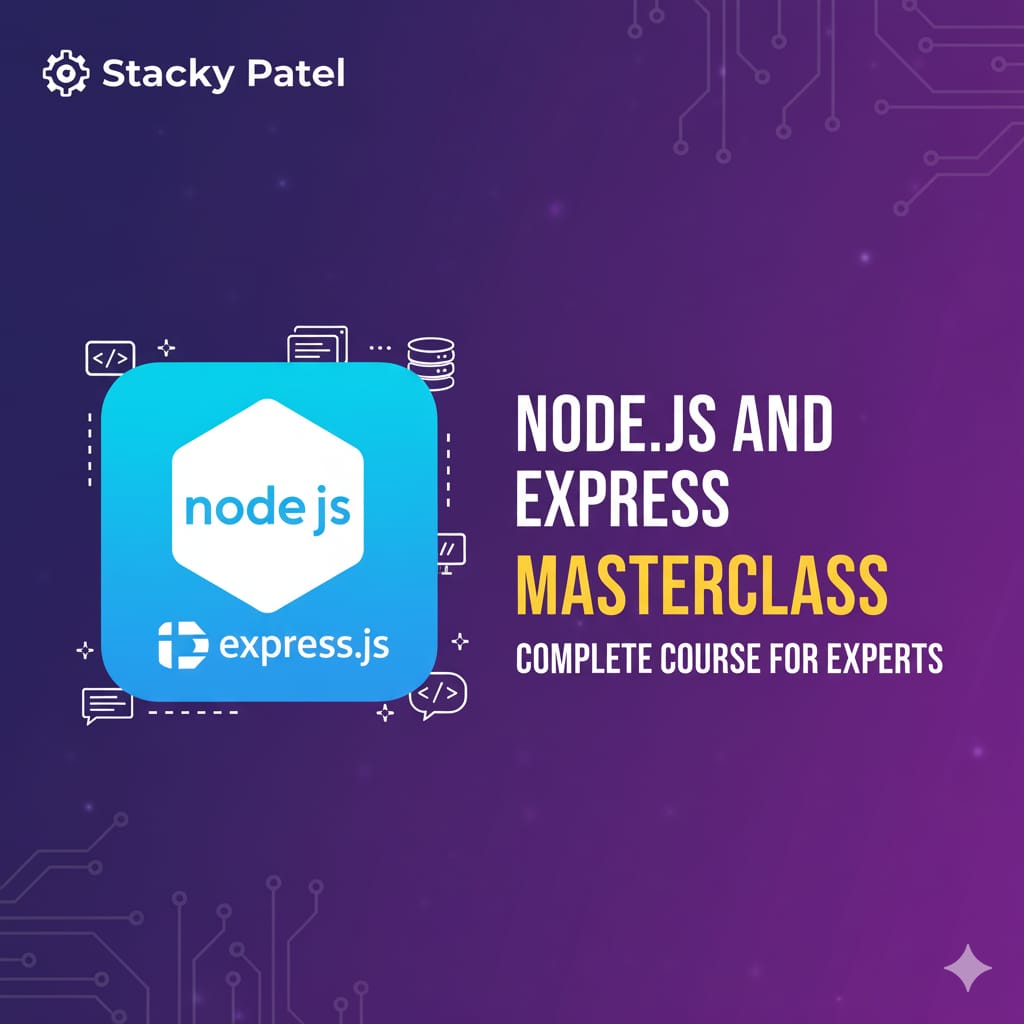 Stacky Patel
</>
node js
express.js
//
</>
NODE.JS AND
EXPRESS
MASTERCLASS
COMPLETE COURSE FOR EXPERTS